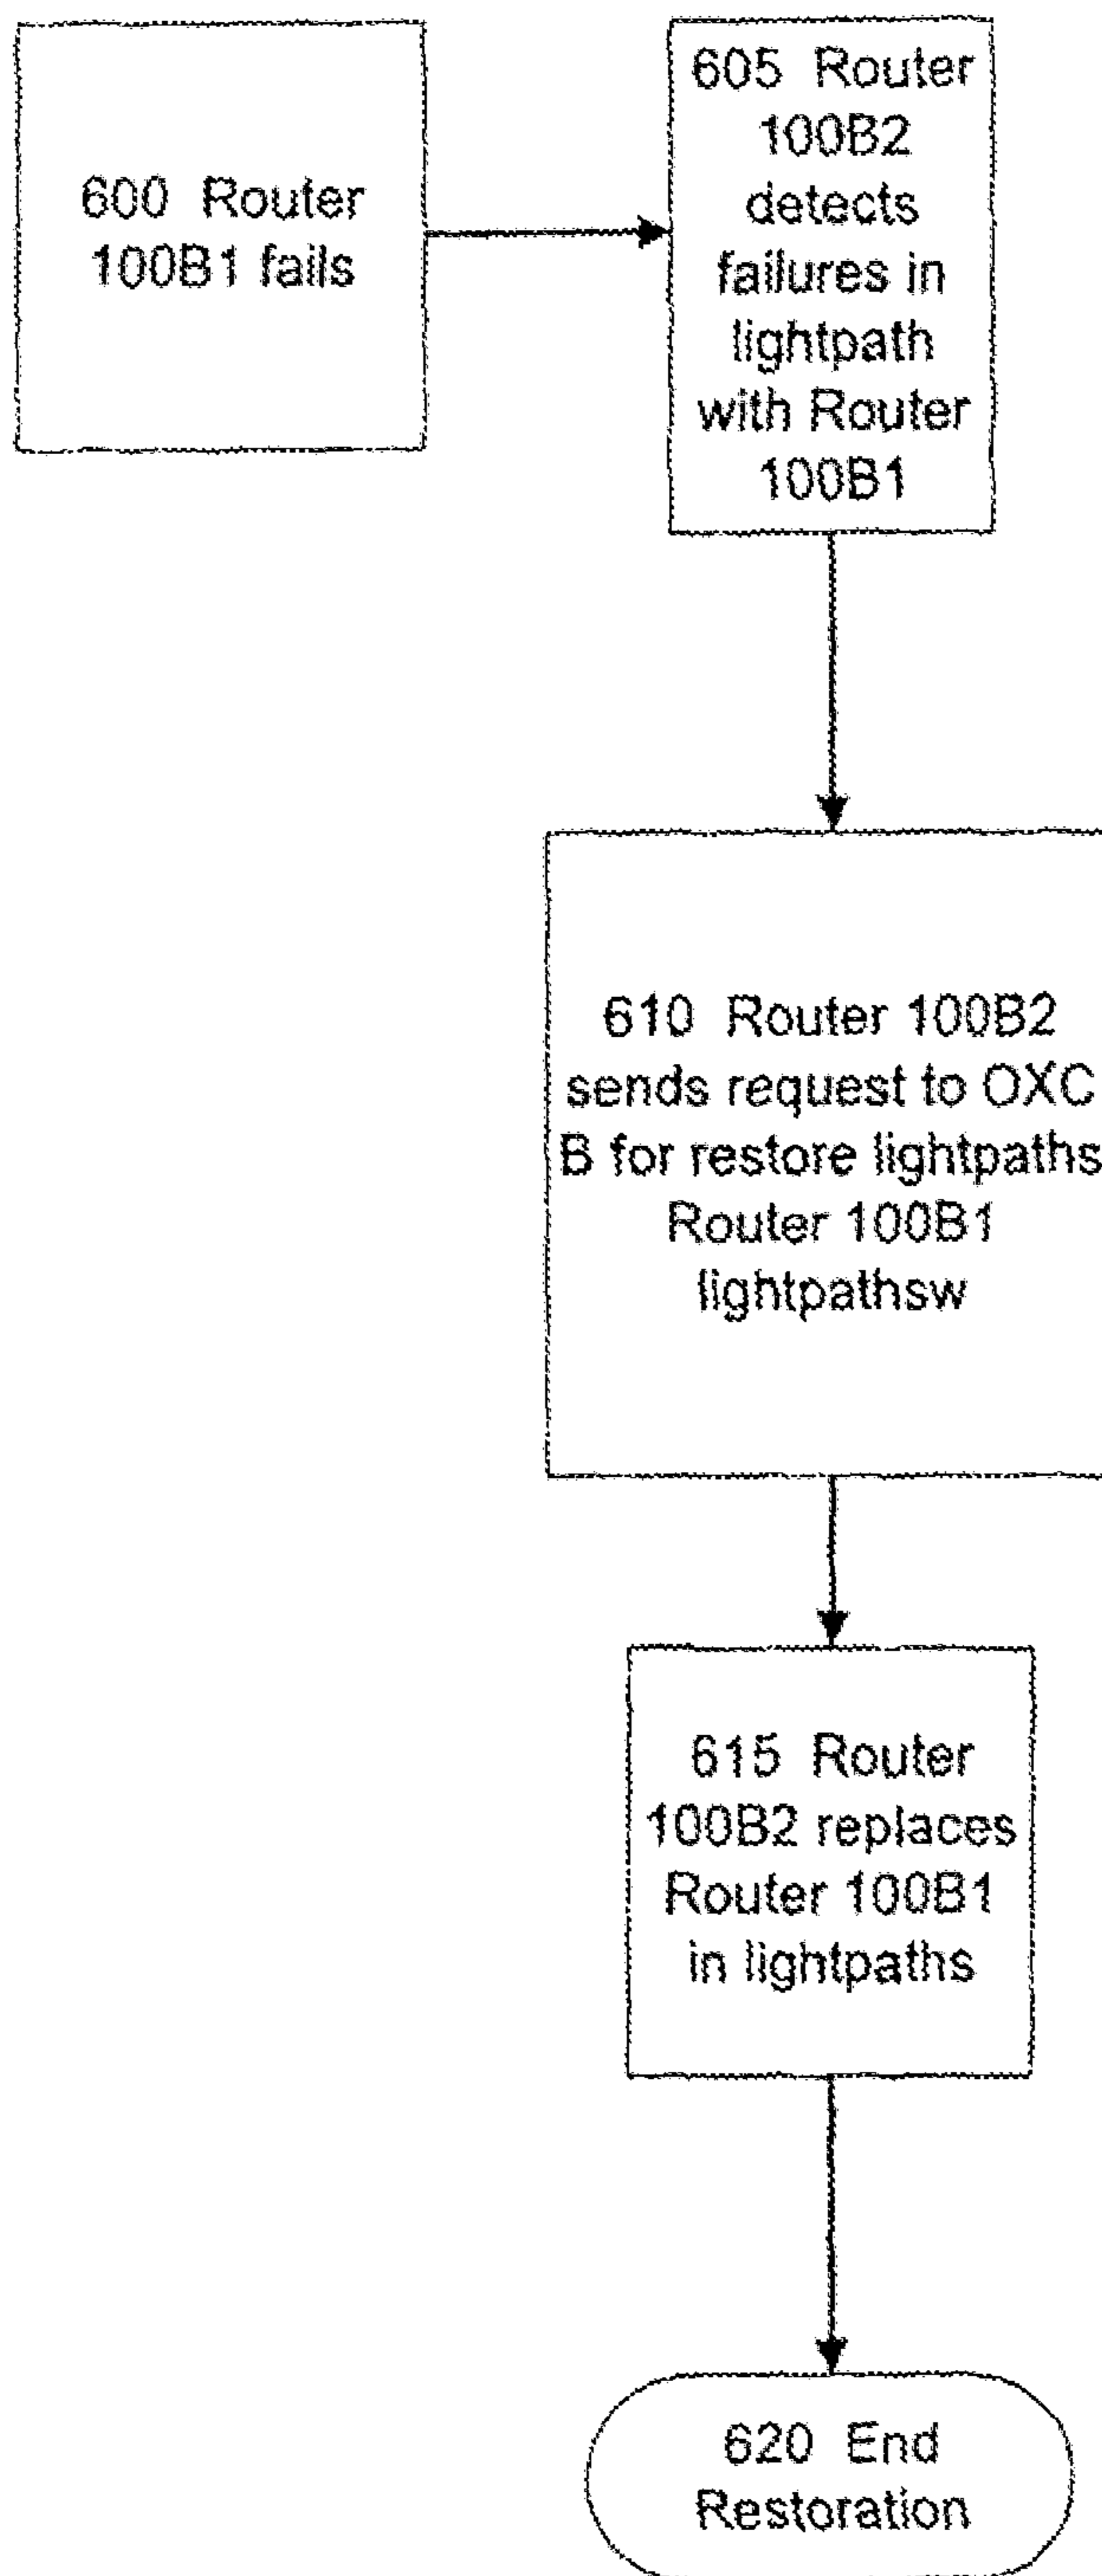 600 Router
100B1 fails
605 Router
100B2
detects
failures in
lightpath
with Router
100B1
610 Router 100B2
sends request to OXC
B for restore lightpaths
Router 100B1
lightpathsw
615 Router
100B2 replaces
Router 100B1
in lightpaths
620 End
Restoration